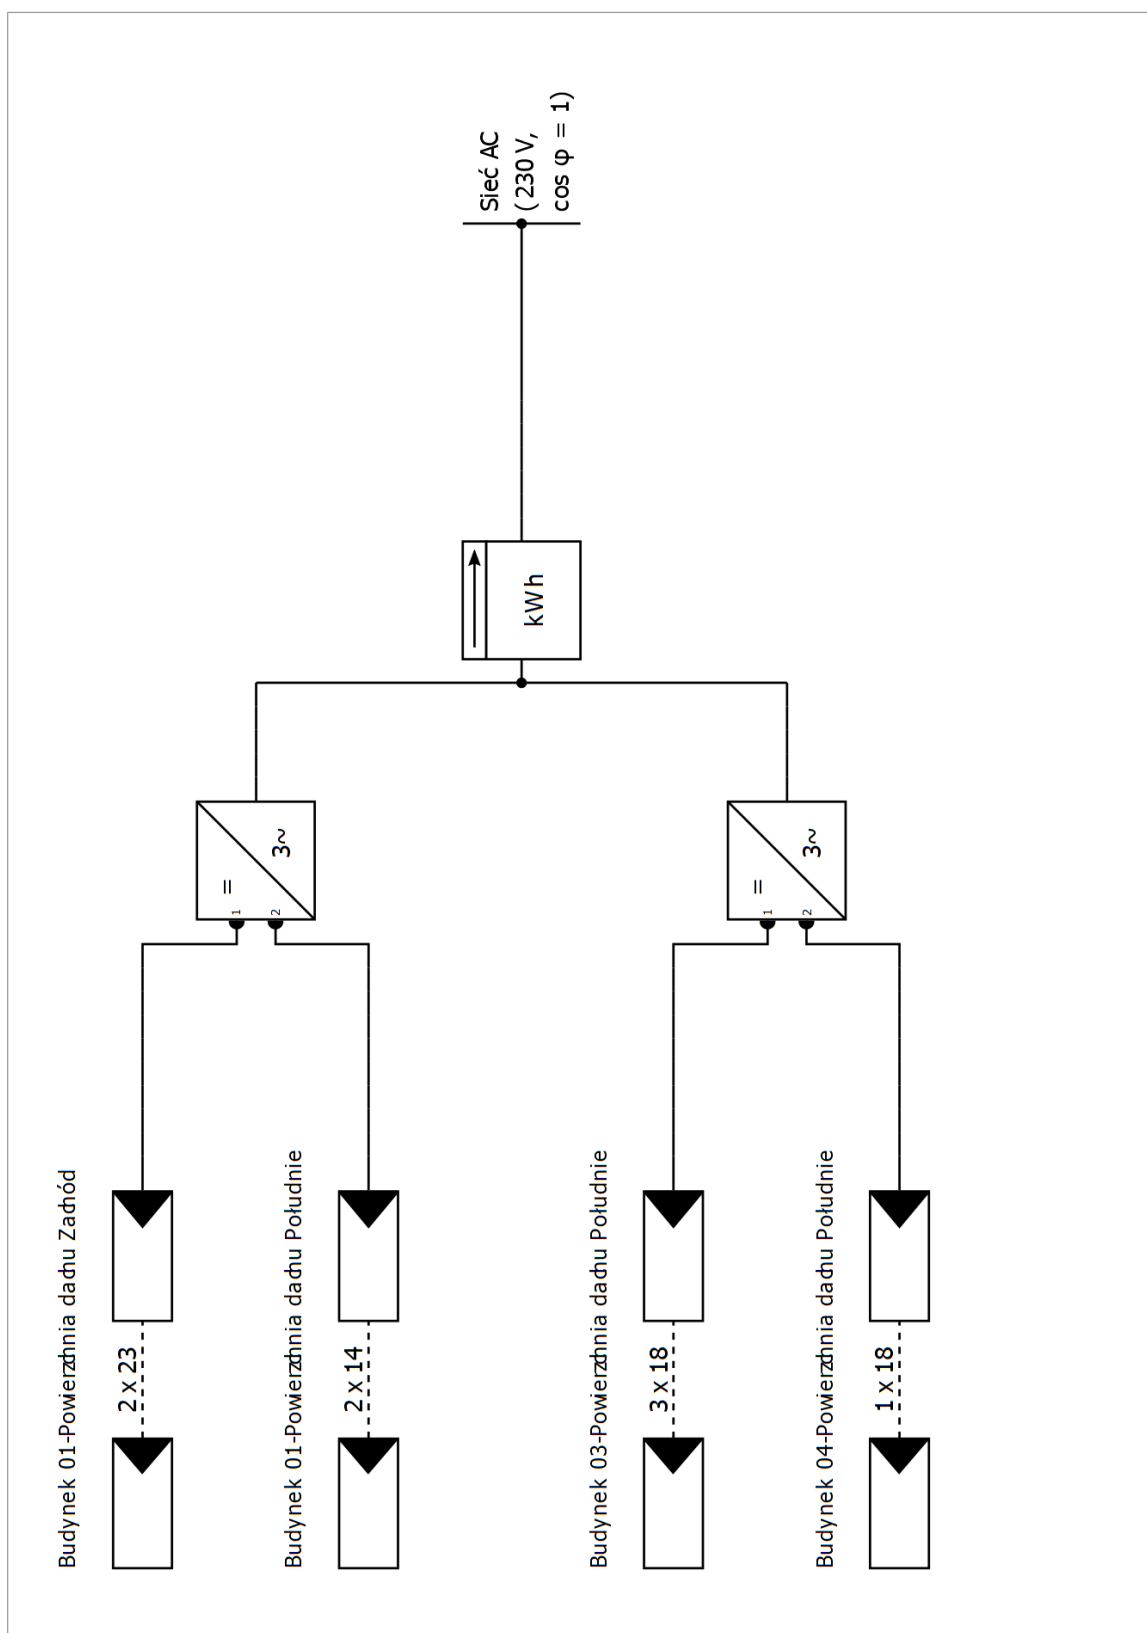 Sieć AC
(230 V,
cos φ = 1)
kWh
=
3~
1
2
=
3~
1
2
Budynek 01-Powierzchnia dachu Zachód
2 x 23
Budynek 01-Powierzchnia dachu Południe
2 x 14
Budynek 03-Powierzchnia dachu Południe
3 x 18
Budynek 04-Powierzchnia dachu Południe
1 x 18